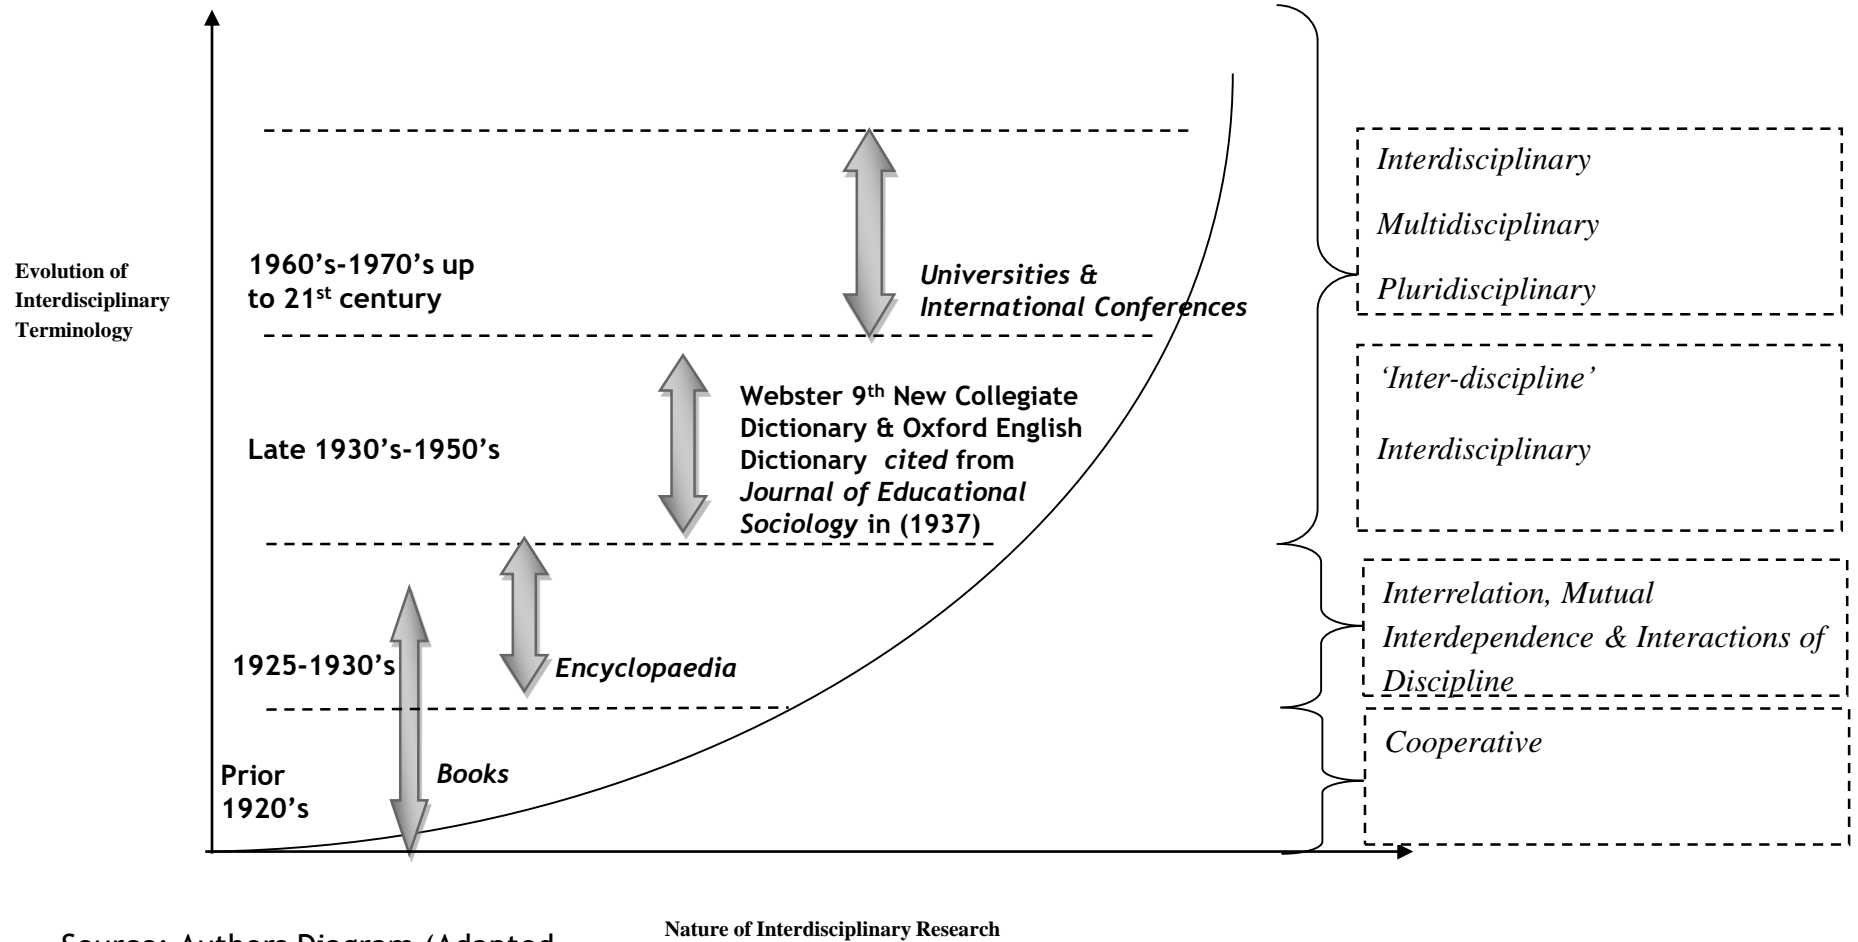 Evolution of
Interdisciplinary
Terminology
1960’s-1970’s up
to 21st century
Universities &
International Conferences
Late 1930’s-1950’s
Webster 9th New Collegiate
Dictionary & Oxford English
Dictionary cited from
Journal of Educational
Sociology in (1937)
1925-1930’s
Encyclopaedia
Prior
1920’s
Books
Interdisciplinary
Multidisciplinary
Pluridisciplinary
‘Inter-discipline’
Interdisciplinary
Interrelation, Mutual
Interdependence & Interactions of
Discipline
Cooperative
Nature of Interdisciplinary Research
Source: Authors Diagram (Adapted